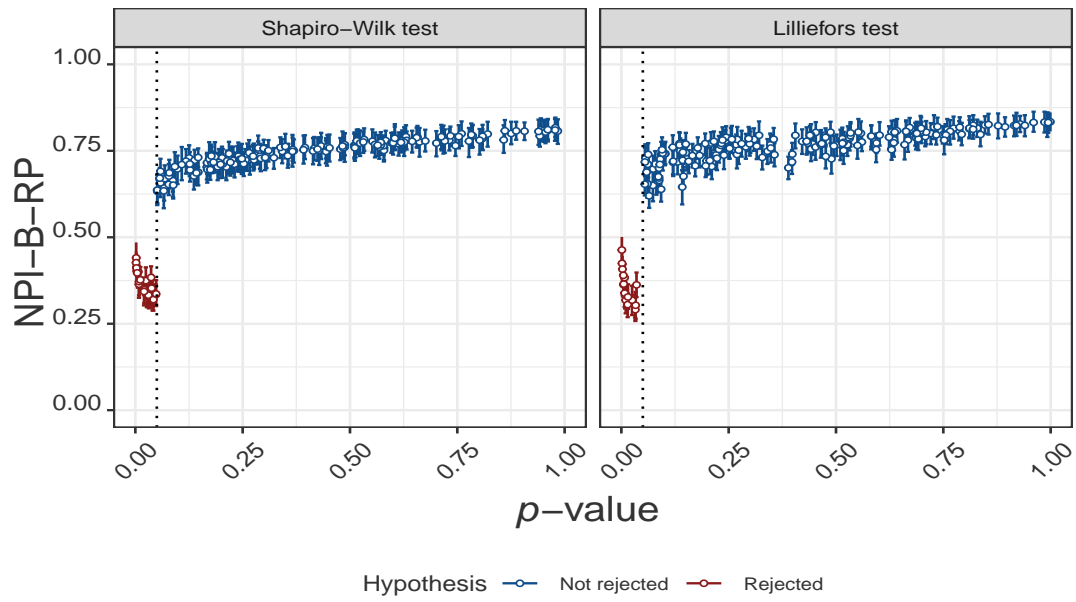 Shapiro−Wilk test
Lilliefors test
NPI−B−RP
1.00
0.75
0.50
0.25
0.00
0.00 0.25 0.50 0.75 1.00
0.00 0.25 0.50 0.75 1.00
p−value
Hypothesis Not rejected Rejected